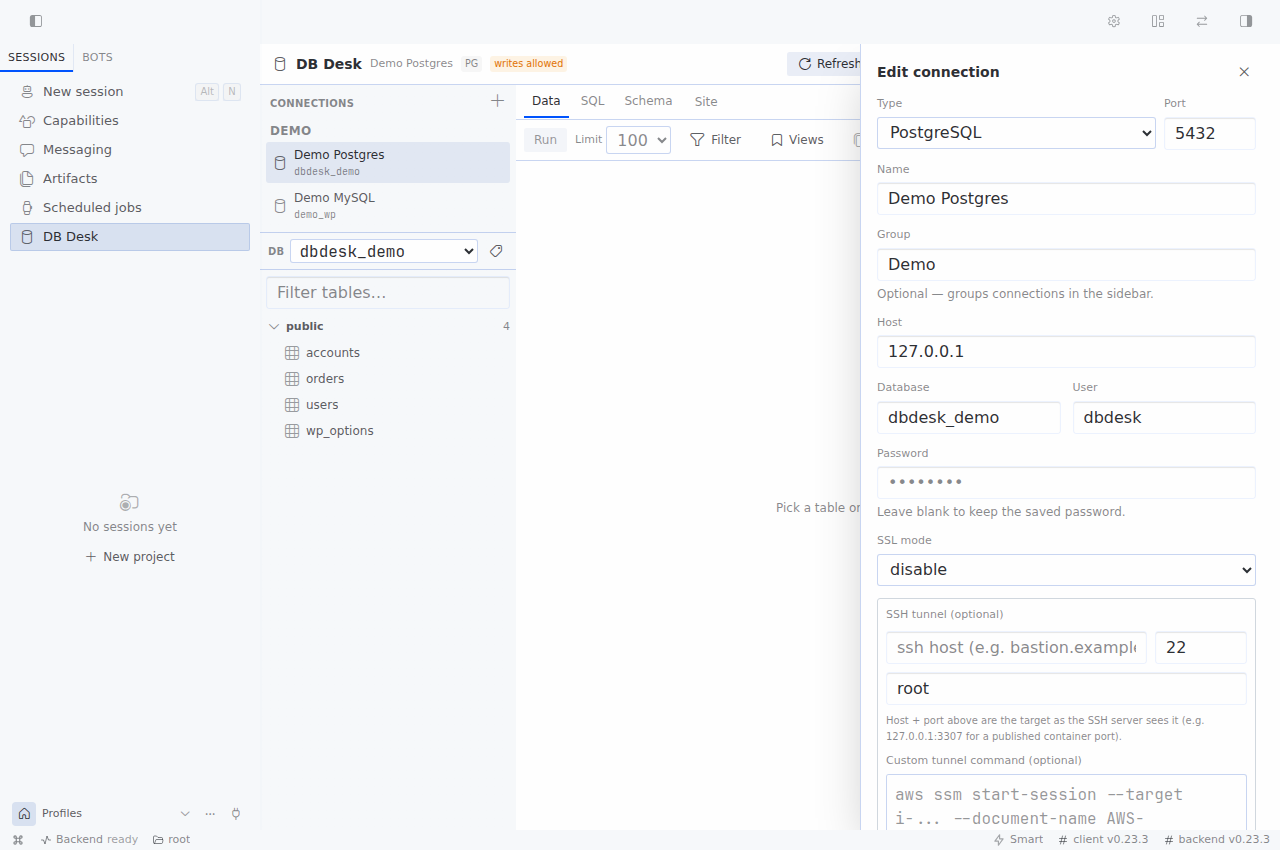 SESSIONS BOTS
New session Alt N
Capabilities
Messaging
Artifacts
Scheduled jobs
DB Desk
No sessions yet
New project
Profiles
DB Desk Demo Postgres PG writes allowed Refresh
CONNECTIONS
DEMO
Demo Postgres
dbdesk_demo
Demo MySQL
demo_wp
DB dbdesk_demo
Filter tables...
public 4
accounts
orders
users
wp_options
Data SQL Schema Site
Run Limit 100 Filter Views
Pick a table or
Edit connection
Type Port
PostgreSQL 5432
Name
Demo Postgres
Group
Demo
Optional — groups connections in the sidebar.
Host
127.0.0.1
Database User
dbdesk_demo dbdesk
Password
••••••••
Leave blank to keep the saved password.
SSL mode
disable
SSH tunnel (optional)
ssh host (e.g. bastion.example 22
root
Host + port above are the target as the SSH server sees it (e.g.
127.0.0.1:3307 for a published container port).
Custom tunnel command (optional)
aws ssm start-session --target
i-... --document-name AWS-
Backend ready root Smart # client v0.23.3 # backend v0.23.3